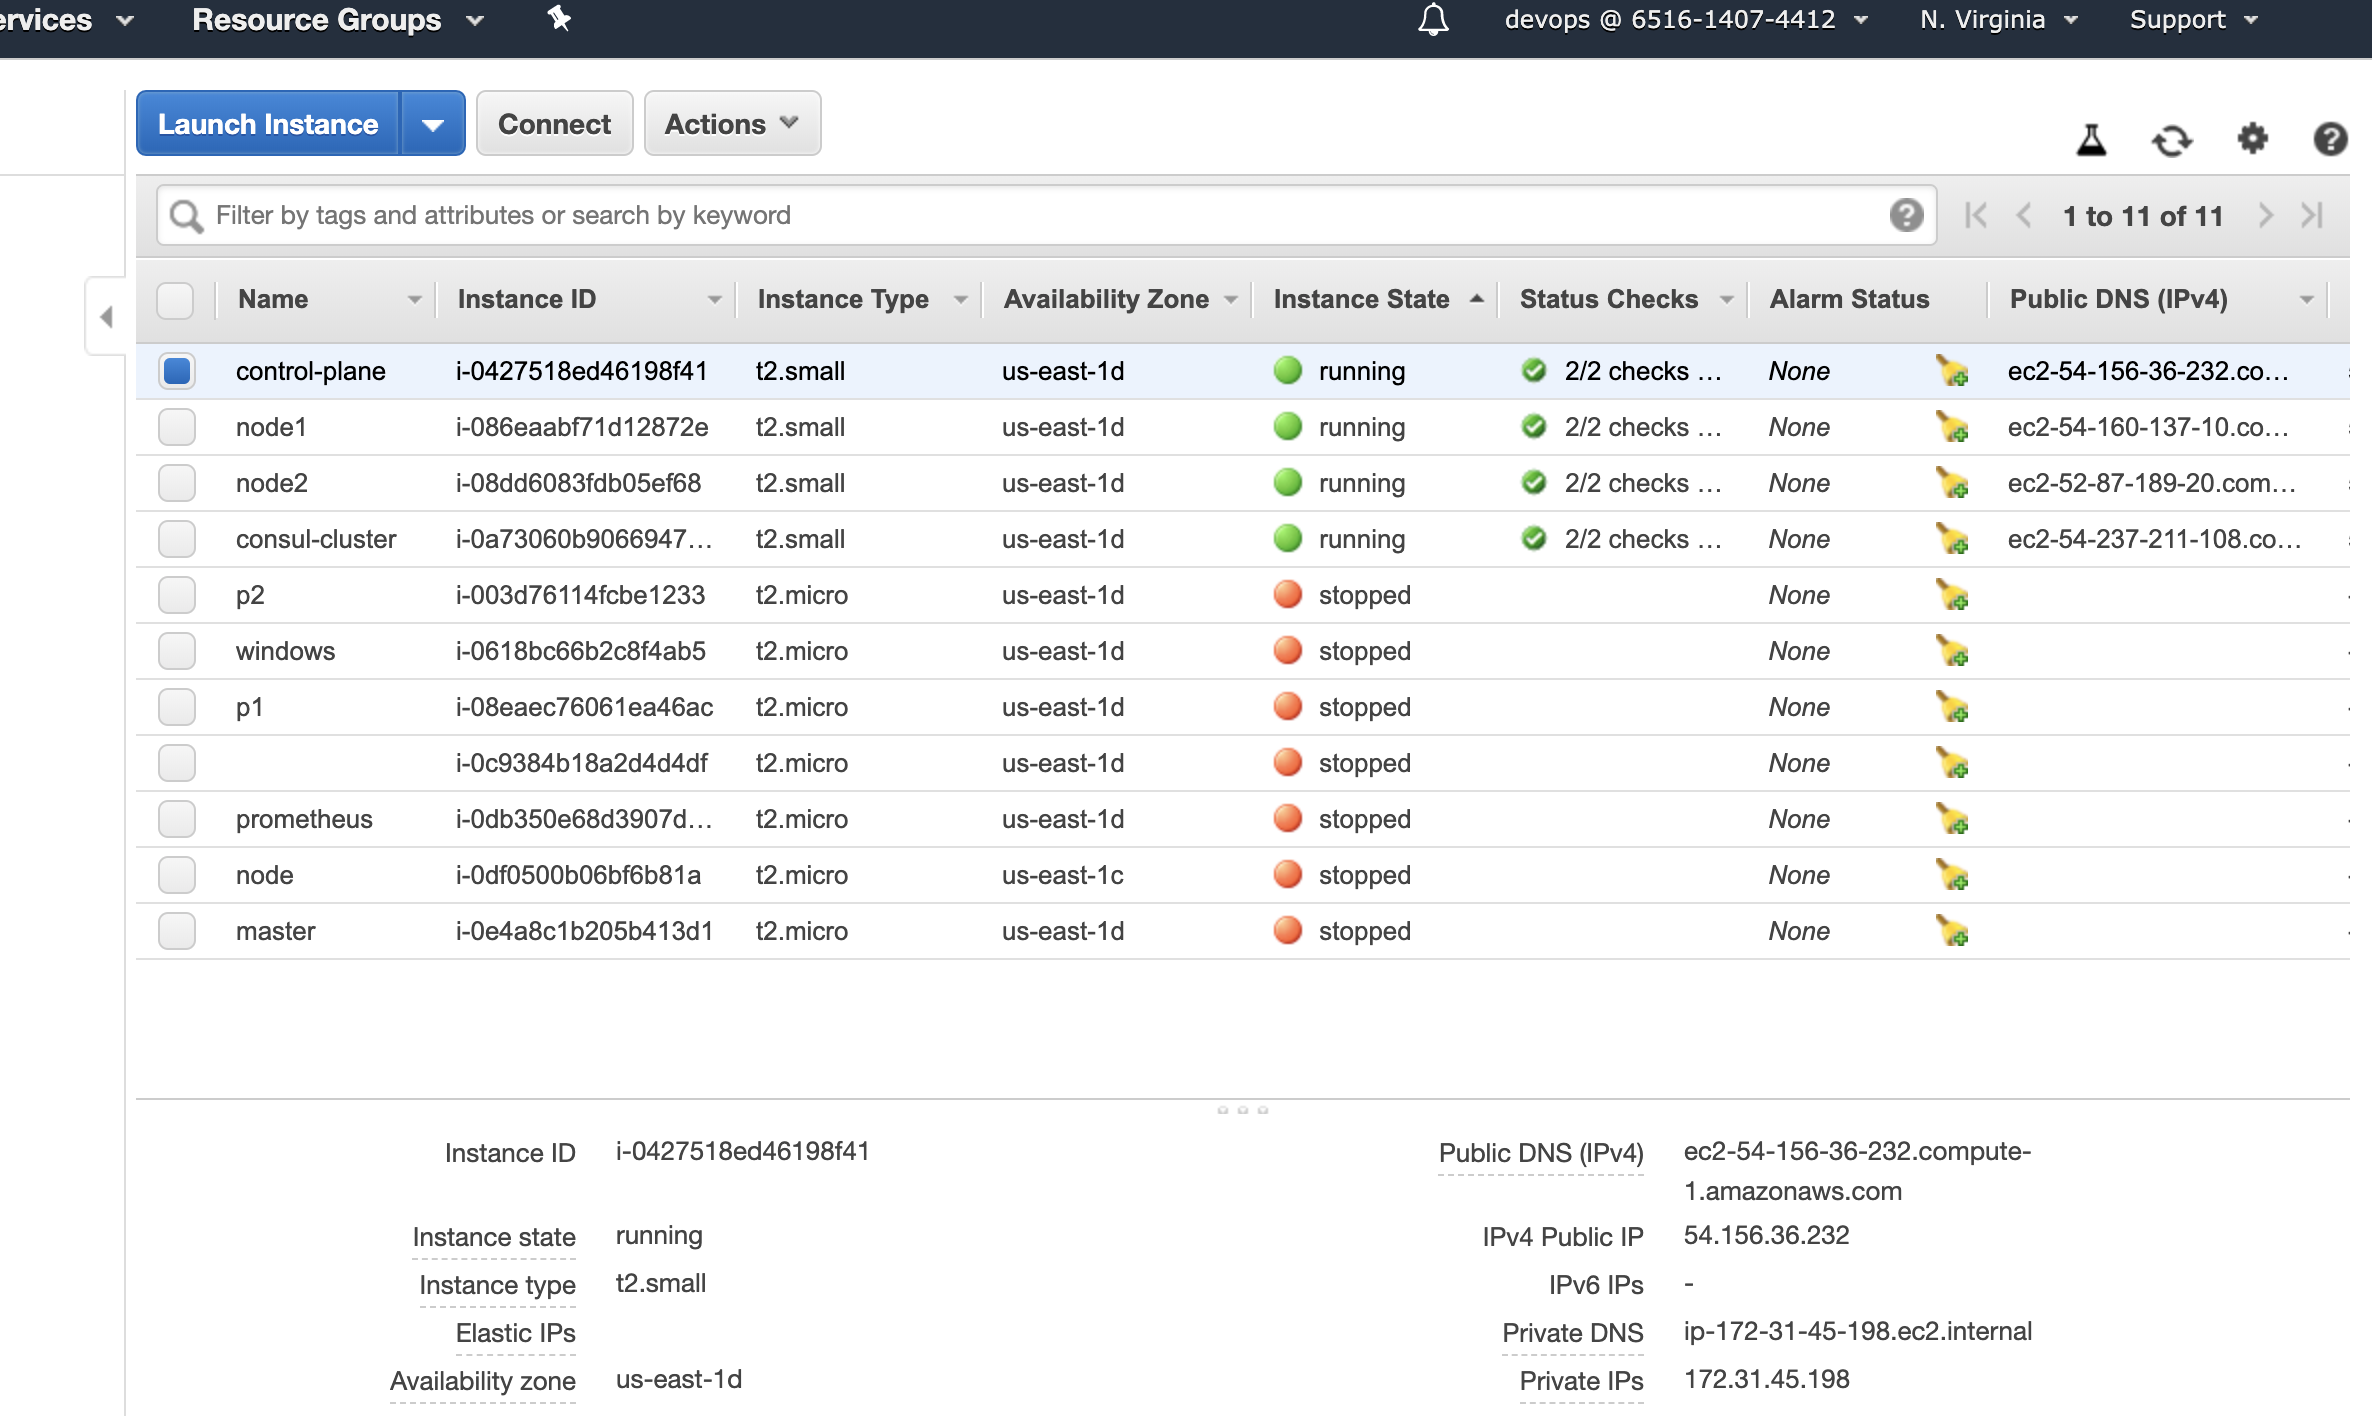 ervices Resource Groups devops @ 6516-1407-4412 N. Virginia Support
Launch Instance Connect Actions
Filter by tags and attributes or search by keyword 1 to 11 of 11
Name Instance ID Instance Type Availability Zone Instance State Status Checks Alarm Status Public DNS (IPv4)
control-plane i-0427518ed46198f41 t2.small us-east-1d running 2/2 checks ... None ec2-54-156-36-232.co...
node1 i-086eaabf71d12872e t2.small us-east-1d running 2/2 checks ... None ec2-54-160-137-10.co...
node2 i-08dd6083fdb05ef68 t2.small us-east-1d running 2/2 checks ... None ec2-52-87-189-20.com...
consul-cluster i-0a73060b9066947... t2.small us-east-1d running 2/2 checks ... None ec2-54-237-211-108.co...
p2 i-003d76114fcbe1233 t2.micro us-east-1d stopped None
windows i-0618bc66b2c8f4ab5 t2.micro us-east-1d stopped None
p1 i-08eaec76061ea46ac t2.micro us-east-1d stopped None
i-0c9384b18a2d4d4df t2.micro us-east-1d stopped None
prometheus i-0db350e68d3907d... t2.micro us-east-1d stopped None
node i-0df0500b06bf6b81a t2.micro us-east-1c stopped None
master i-0e4a8c1b205b413d1 t2.micro us-east-1d stopped None
Instance ID i-0427518ed46198f41 Public DNS (IPv4) ec2-54-156-36-232.compute-
1.amazonaws.com
Instance state running IPv4 Public IP 54.156.36.232
Instance type t2.small IPv6 IPs -
Elastic IPs Private DNS ip-172-31-45-198.ec2.internal
Availability zone us-east-1d Private IPs 172.31.45.198